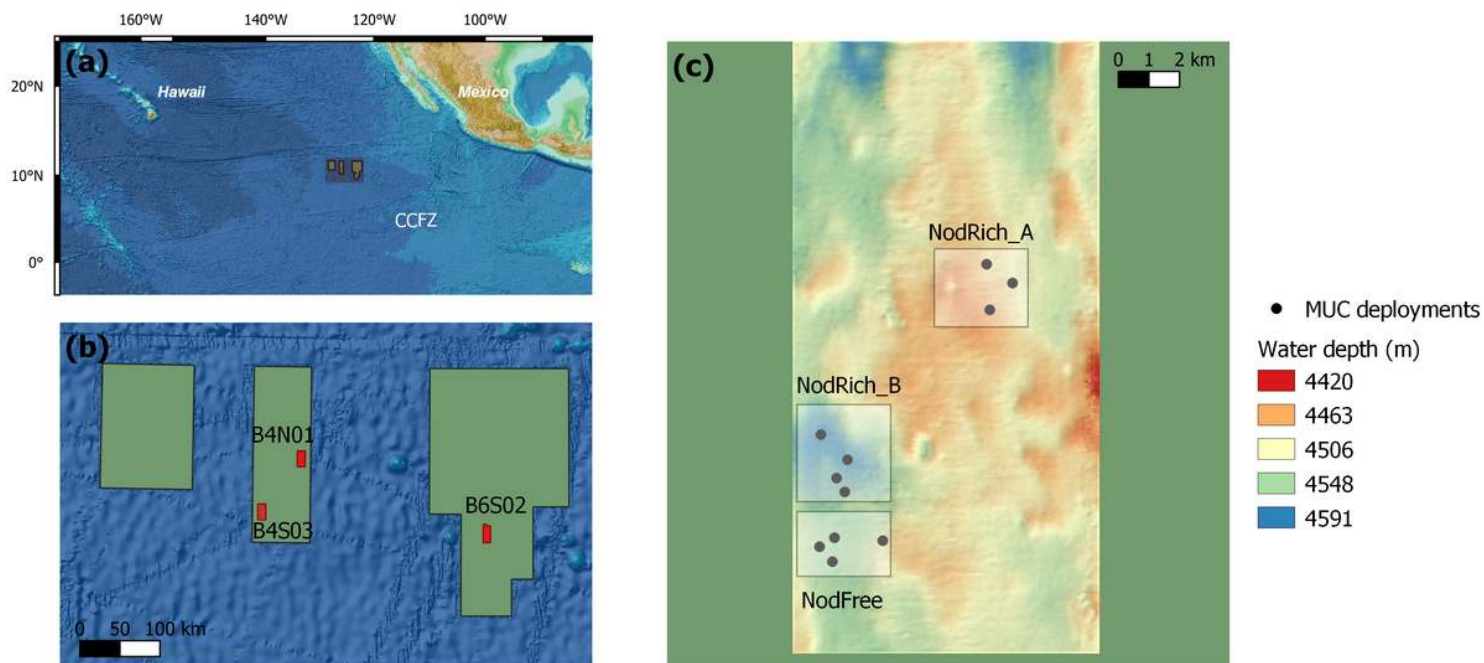 160°W 140°W 120°W 100°W
(a)
20°N
Hawaii
Mexico
10°N
CCFZ
0°
(b)
B4N01
B4S03
B6S02
0 50 100 km
(c)
0 1 2 km
NodRich_A
NodRich_B
NodFree
MUC deployments
Water depth (m)
4420
4463
4506
4548
4591